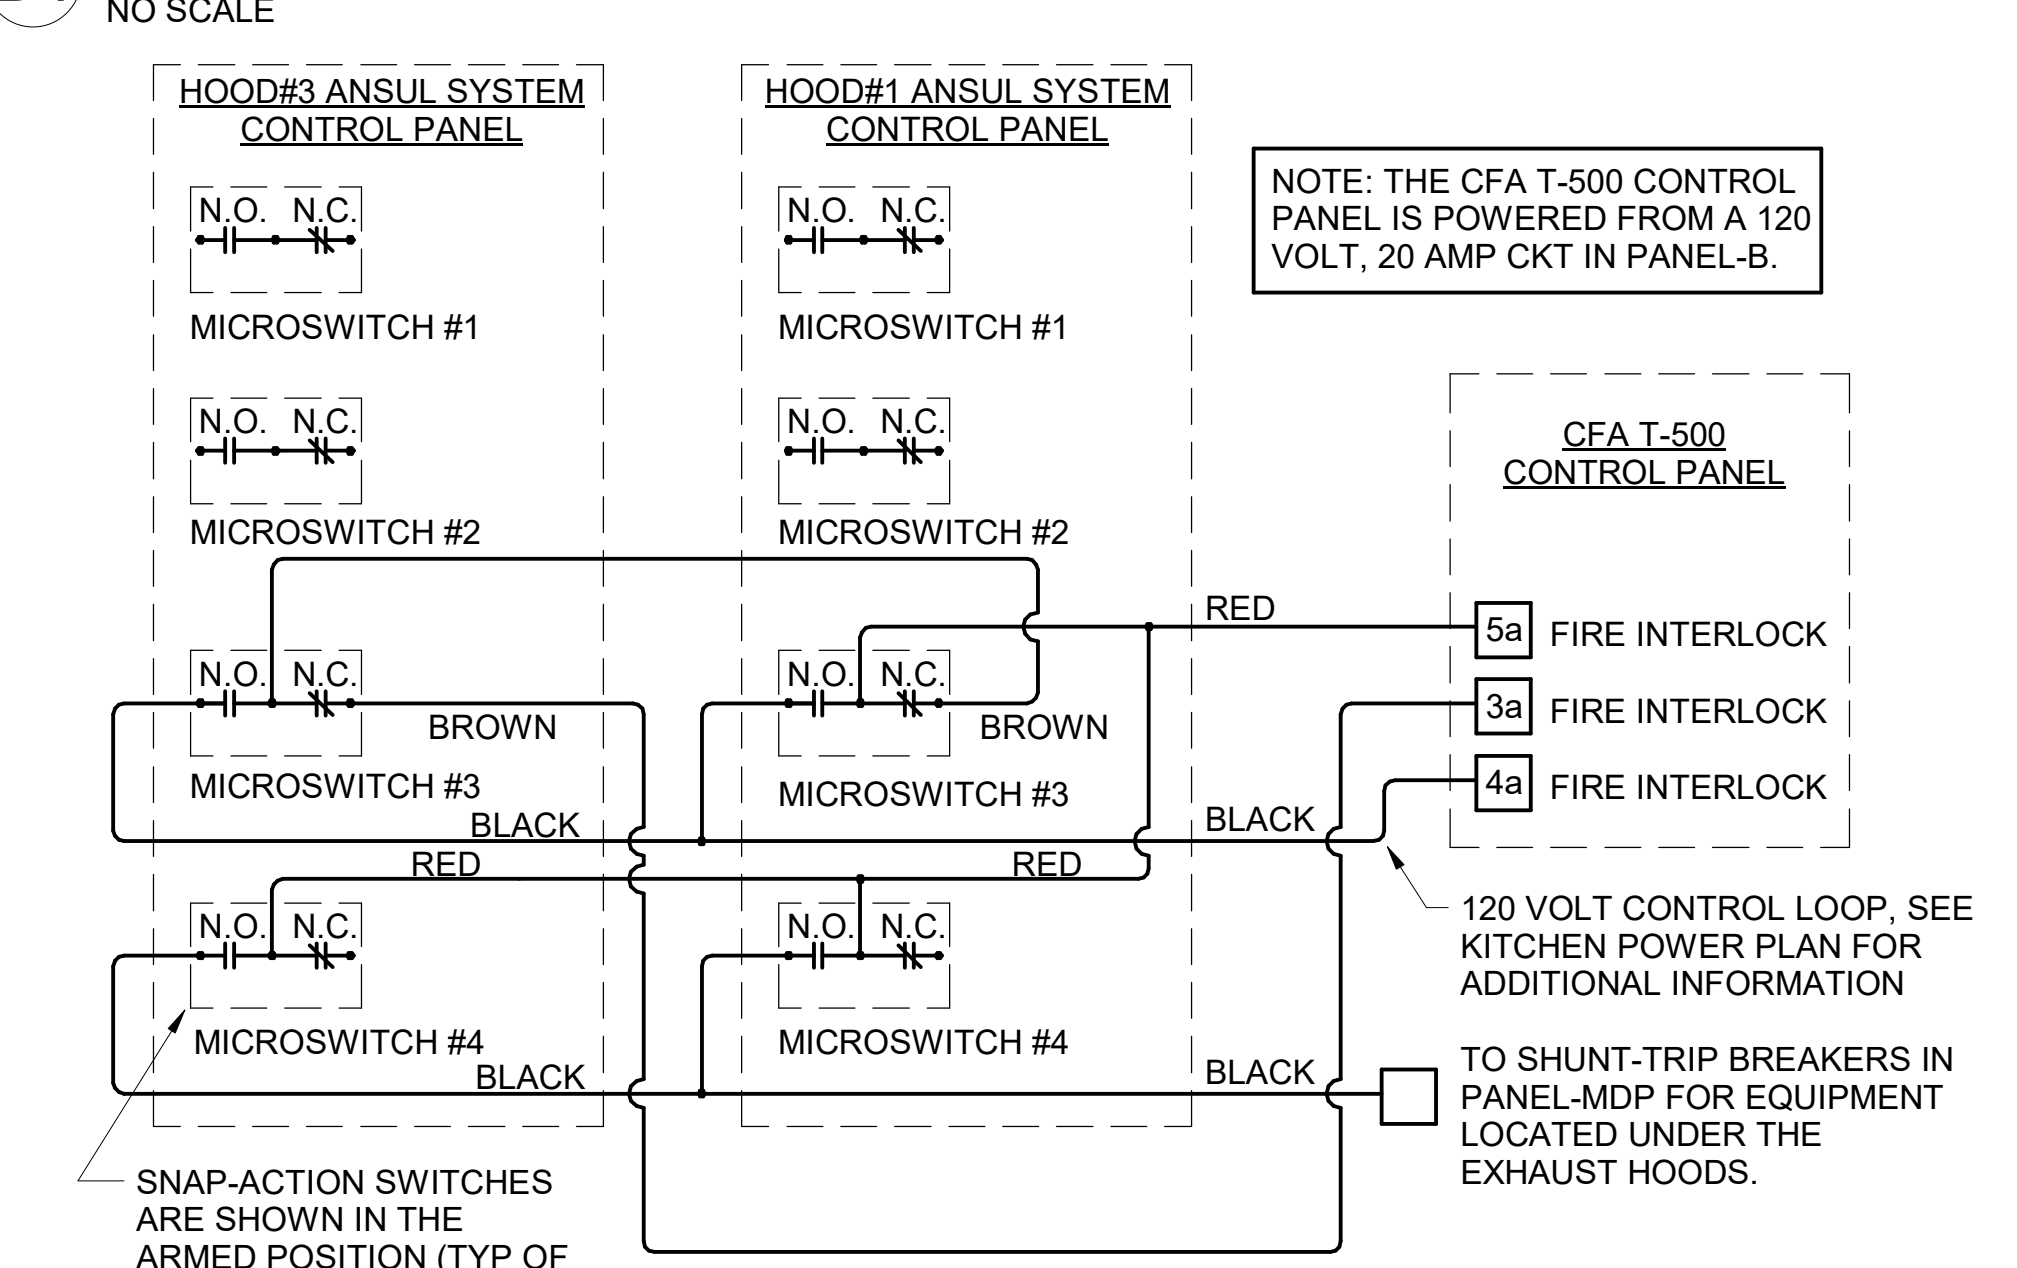 NO SCALE
HOOD#3 ANSUL SYSTEM
CONTROL PANEL
N.O. N.C.
MICROSWITCH #1
N.O. N.C.
MICROSWITCH #2
N.O. N.C.
BROWN
MICROSWITCH #3
BLACK
RED
N.O. N.C.
MICROSWITCH #4
BLACK
SNAP-ACTION SWITCHES
ARE SHOWN IN THE
ARMED POSITION (TYP OF
HOOD#1 ANSUL SYSTEM
CONTROL PANEL
N.O. N.C.
MICROSWITCH #1
N.O. N.C.
MICROSWITCH #2
N.O. N.C.
BROWN
MICROSWITCH #3
RED
N.O. N.C.
MICROSWITCH #4
NOTE: THE CFA T-500 CONTROL
PANEL IS POWERED FROM A 120
VOLT, 20 AMP CKT IN PANEL-B.
CFA T-500
CONTROL PANEL
RED
5a FIRE INTERLOCK
3a FIRE INTERLOCK
4a FIRE INTERLOCK
BLACK
120 VOLT CONTROL LOOP, SEE
KITCHEN POWER PLAN FOR
ADDITIONAL INFORMATION
BLACK
TO SHUNT-TRIP BREAKERS IN
PANEL-MDP FOR EQUIPMENT
LOCATED UNDER THE
EXHAUST HOODS.